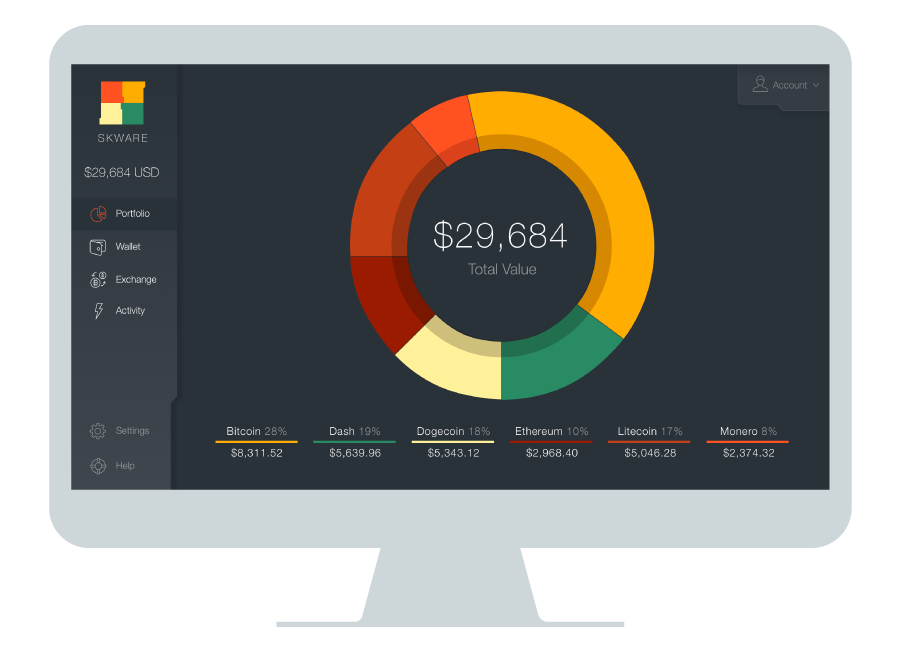 SKWARE
$29,684 USD
Portfolio
Wallet
Exchange
Activity
Settings
Help
Account
$29,684
Total Value
Bitcoin 28%
$8,311.52
Dash 19%
$5,639.96
Dogecoin 18%
$5,343.12
Ethereum 10%
$2,968.40
Litecoin 17%
$5,046.28
Monero 8%
$2,374.32